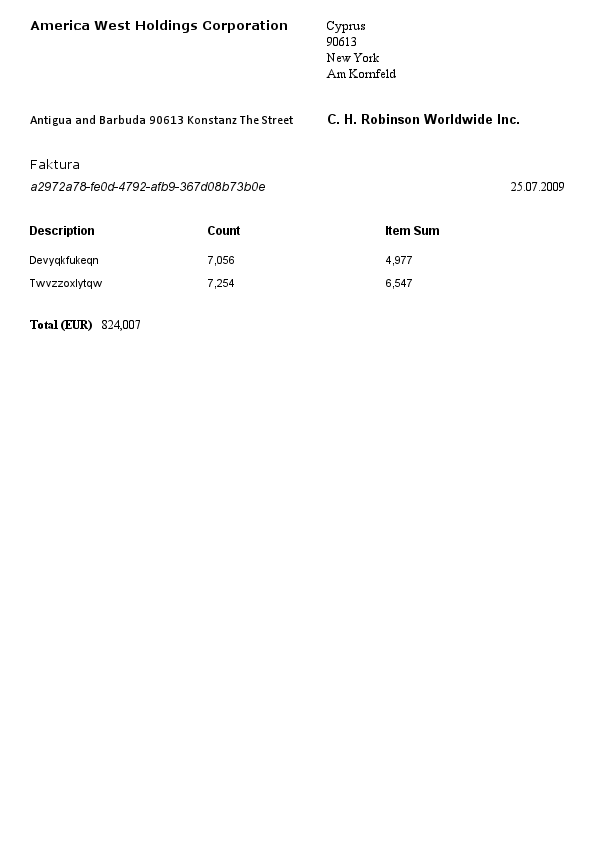 America West Holdings Corporation
Cyprus
90613
New York
Am Kornfeld
Antigua and Barbuda 90613 Konstanz The Street
C. H. Robinson Worldwide Inc.
Faktura
a2972a78-fe0d-4792-afb9-367d08b73b0e 25.07.2009
Description Count Item Sum
Devyqkfukeqn 7,056 4,977
Twvzzoxlytqw 7,254 6,547
Total (EUR) 824,007